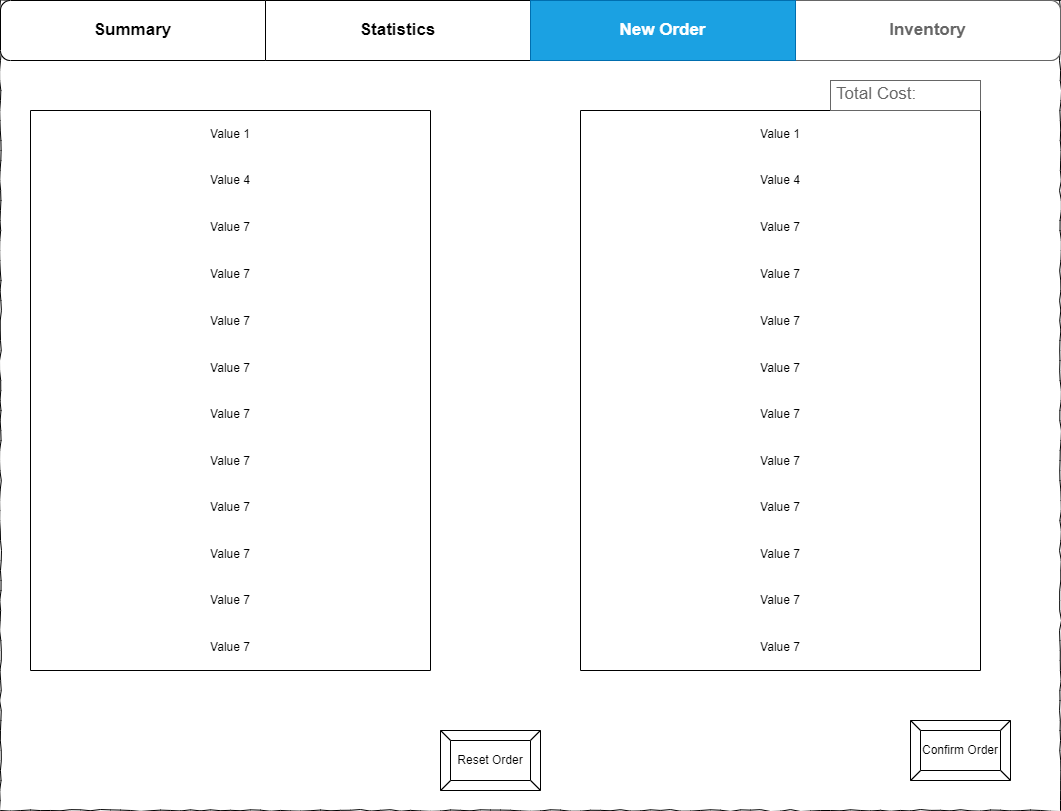 Summary
Statistics
New Order
Inventory
Total Cost:
Value 1
Value 4
Value 7
Value 7
Value 7
Value 7
Value 7
Value 7
Value 7
Value 7
Value 7
Value 7
Value 1
Value 4
Value 7
Value 7
Value 7
Value 7
Value 7
Value 7
Value 7
Value 7
Value 7
Value 7
Reset Order
Confirm Order